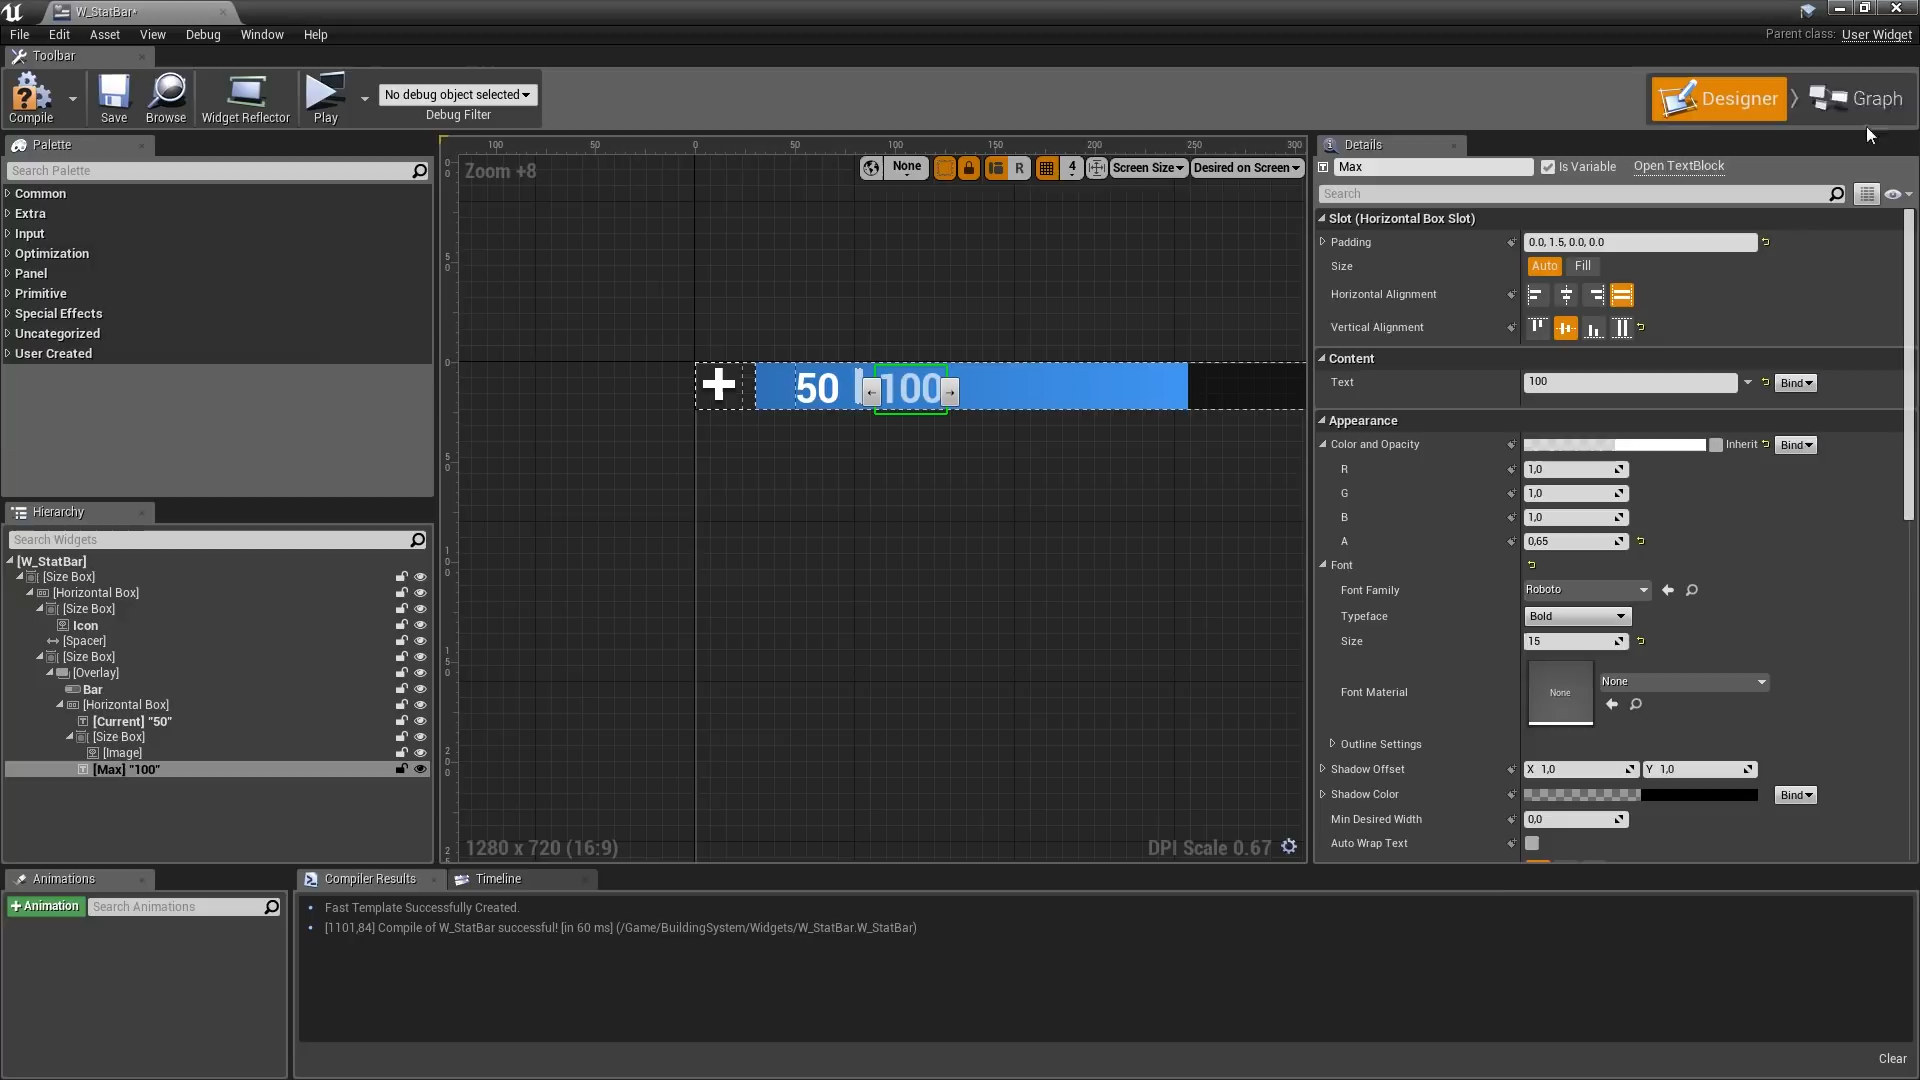 W_StatBar*
File Edit Asset View Debug Window Help
Parent class: User Widget
Toolbar
Compile Save Browse Widget Reflector Play
No debug object selected
Debug Filter
Designer Graph
Palette
Search Palette
Common
Extra
Input
Optimization
Panel
Primitive
Special Effects
Uncategorized
User Created
Hierarchy
Search Widgets
[W_StatBar]
[Size Box]
[Horizontal Box]
[Size Box]
Icon
[Spacer]
[Size Box]
[Overlay]
Bar
[Horizontal Box]
[Current] "50"
[Size Box]
[Image]
[Max] "100"
Animations
+Animation Search Animations
100 50 0 50 100 150 200 300
Zoom +8
None R 4 Screen Size Desired on Screen
50 100
1280 x 720 (16:9)
DPI Scale 0.67
Details
Max Is Variable Open TextBlock
Search
Slot (Horizontal Box Slot)
Padding 0.0, 1.5, 0.0, 0.0
Size Auto Fill
Horizontal Alignment
Vertical Alignment
Content
Text 100 Bind
Appearance
Color and Opacity Inherit Bind
R 1,0
G 1,0
B 1,0
A 0,65
Font
Font Family Roboto
Typeface Bold
Size 15
Font Material None None
Outline Settings
Shadow Offset X 1,0 Y 1,0
Shadow Color Bind
Min Desired Width 0,0
Auto Wrap Text
Compiler Results Timeline
• Fast Template Successfully Created.
• [1101,84] Compile of W_StatBar successful! [in 60 ms] (/Game/BuildingSystem/Widgets/W_StatBar.W_StatBar)
Clear